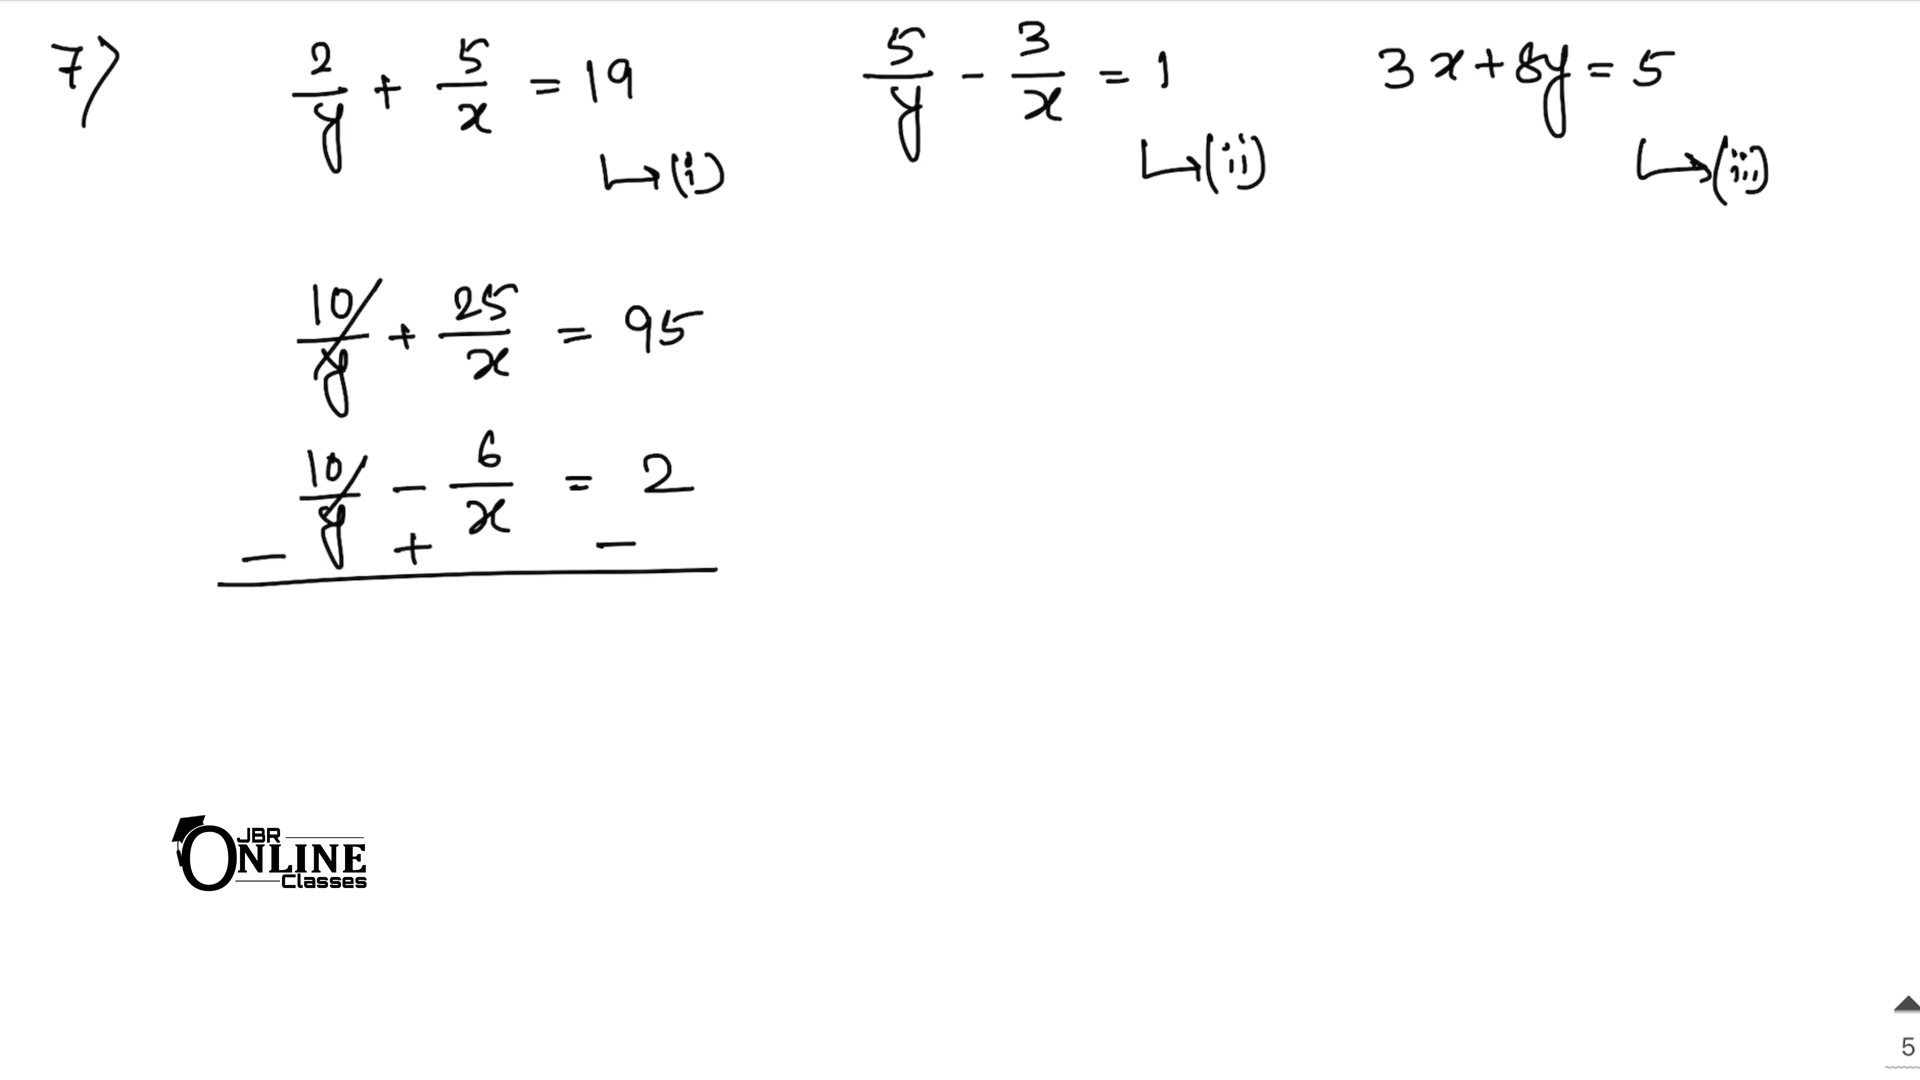 7) 2/y + 5/x = 19 5/y - 3/x = 1 3x + 8y = 5
↳(i) ↳(ii) ↳(iii)
10/y + 25/x = 95
10/y - 6/x = 2
- + -
JBR
ONLINE
Classes
5